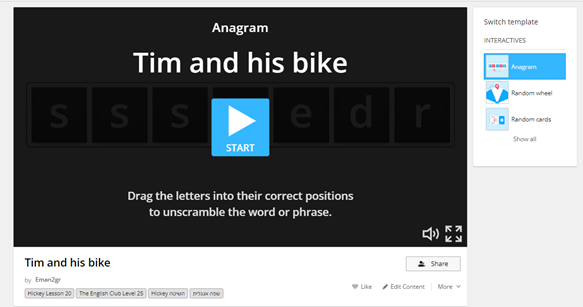 Anagram
Tim and his bike
s s s e d r
START
Drag the letters into their correct positions
to unscramble the word or phrase.
Tim and his bike
Share
by Eman2gr
Hickey Lesson 20 The English Club Level 25 Hickey השיטת שפה אנגלית
Like Edit Content More
Switch template
INTERACTIVES
Anagram
Random wheel
Random cards
Show all